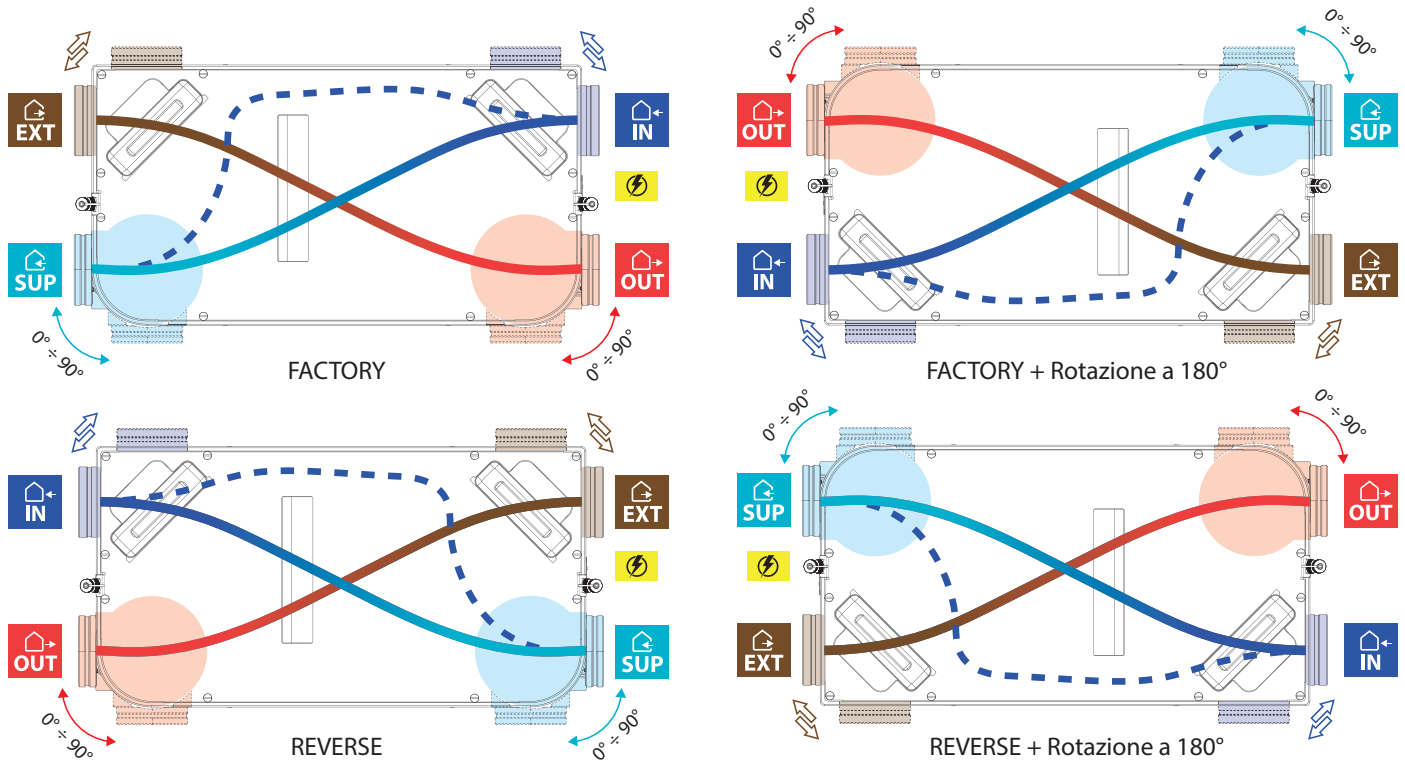 0° ÷ 90°
0° ÷ 90°
EXT
IN
OUT
SUP
SUP
OUT
IN
EXT
0° ÷ 90°
0° ÷ 90°
FACTORY
FACTORY + Rotazione a 180°
0° ÷ 90°
0° ÷ 90°
IN
EXT
SUP
OUT
OUT
SUP
EXT
IN
0° ÷ 90°
0° ÷ 90°
REVERSE
REVERSE + Rotazione a 180°